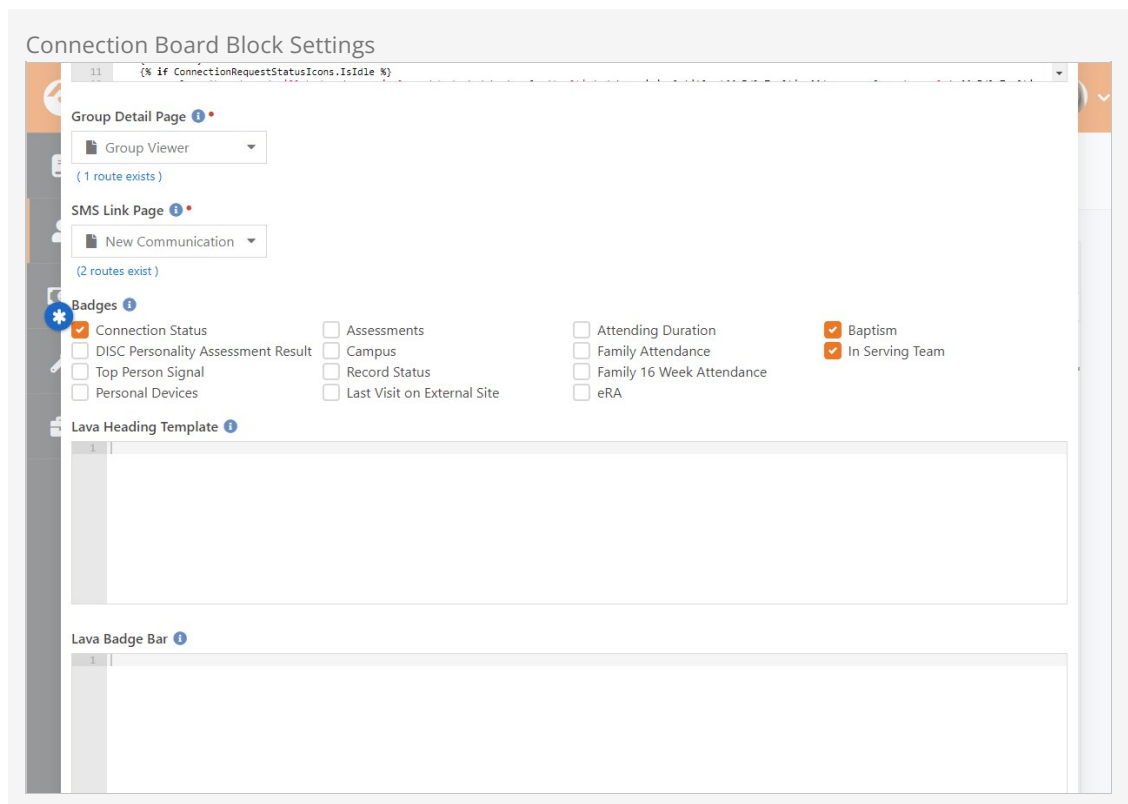 Connection Board Block Settings
11 {% if ConnectionRequestStatusIcons.IsIdle %}
Group Detail Page
Group Viewer
( 1 route exists )
SMS Link Page
New Communication
(2 routes exist )
Badges
Connection Status Assessments Attending Duration Baptism
DISC Personality Assessment Result Campus Family Attendance In Serving Team
Top Person Signal Record Status Family 16 Week Attendance
Personal Devices Last Visit on External Site eRA
Lava Heading Template
1
Lava Badge Bar
1